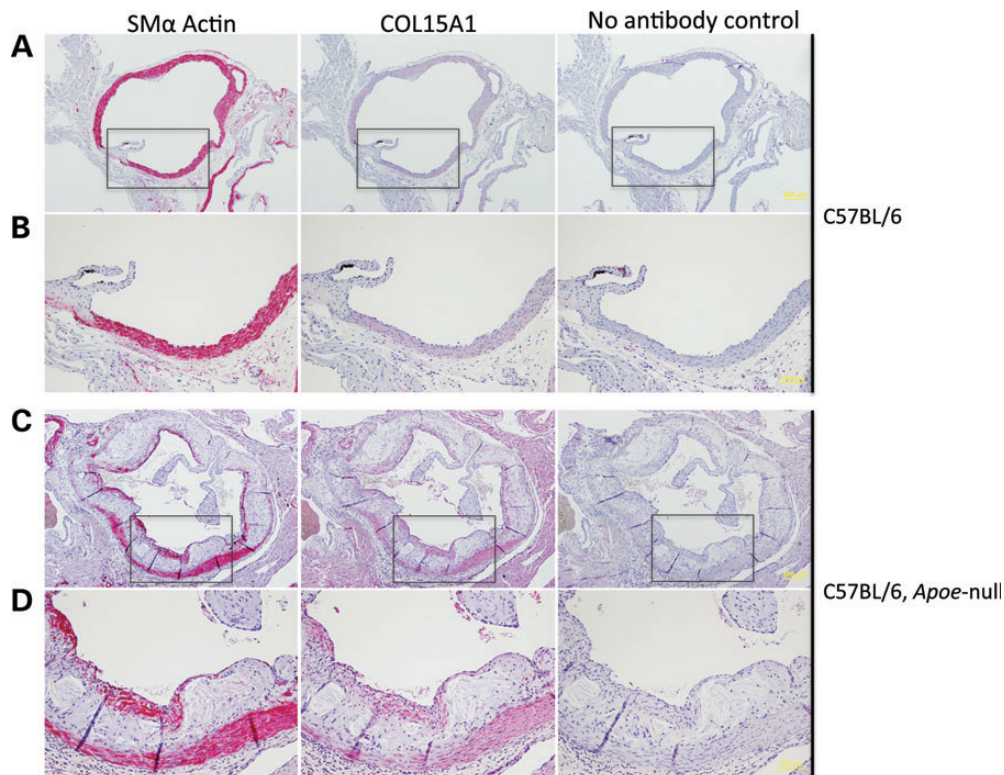 SMα Actin COL15A1 No antibody control
A
B
C57BL/6
C
D
C57BL/6, Apoe-null